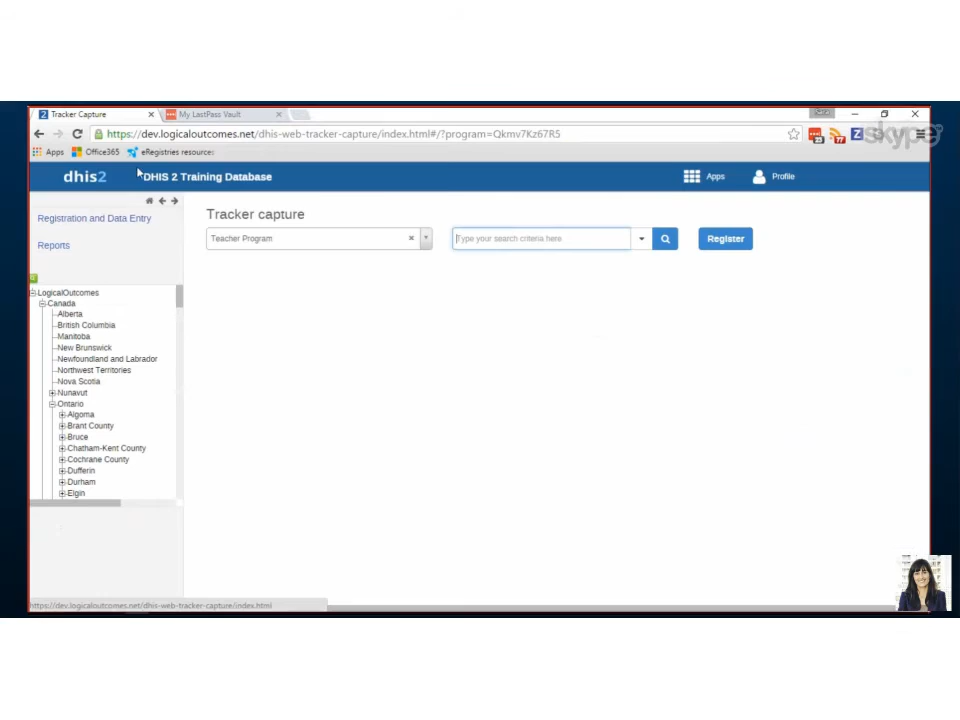 Tracker Capture
My LastPass Vault
https://dev.logicaloutcomes.net/dhis-web-tracker-capture/index.html#/?program=Qkmv7Kz67R5
skype
Apps Office365 eRegistries resource:
dhis2 DHIS 2 Training Database Apps Profile
Registration and Data Entry
Reports
Tracker capture
Teacher Program
Type your search criteria here
Register
LogicalOutcomes
Canada
Alberta
British Columbia
Manitoba
New Brunswick
Newfoundland and Labrador
Northwest Territories
Nova Scotia
Nunavut
Ontario
Algoma
Brant County
Bruce
Chatham-Kent County
Cochrane County
Dufferin
Durham
Elgin
https://dev.logicaloutcomes.net/dhis-web-tracker-capture/index.html